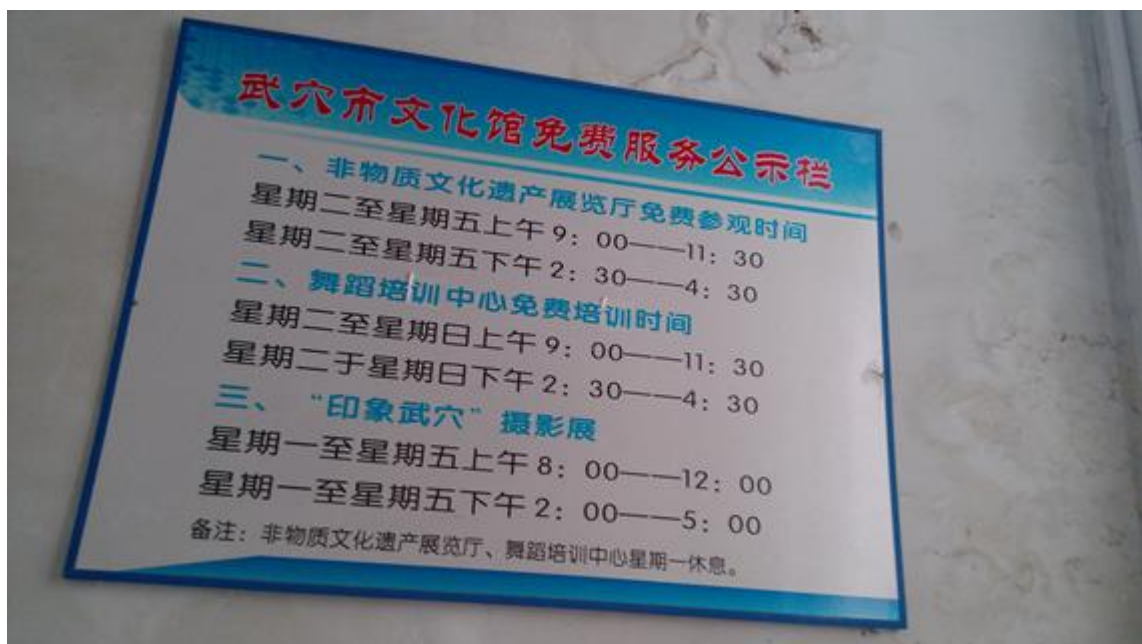 武穴市文化馆免费服务公示栏
一、非物质文化遗产展览厅免费参观时间
星期二至星期五上午9：00——11：30
星期二至星期五下午2：30——4：30
二、舞蹈培训中心免费培训时间
星期二至星期日上午9：00——11：30
星期二于星期日下午2：30——4：30
三、“印象武穴”摄影展
星期一至星期五上午8：00——12：00
星期一至星期五下午2：00——5：00
备注：非物质文化遗产展览厅、舞蹈培训中心星期一休息。